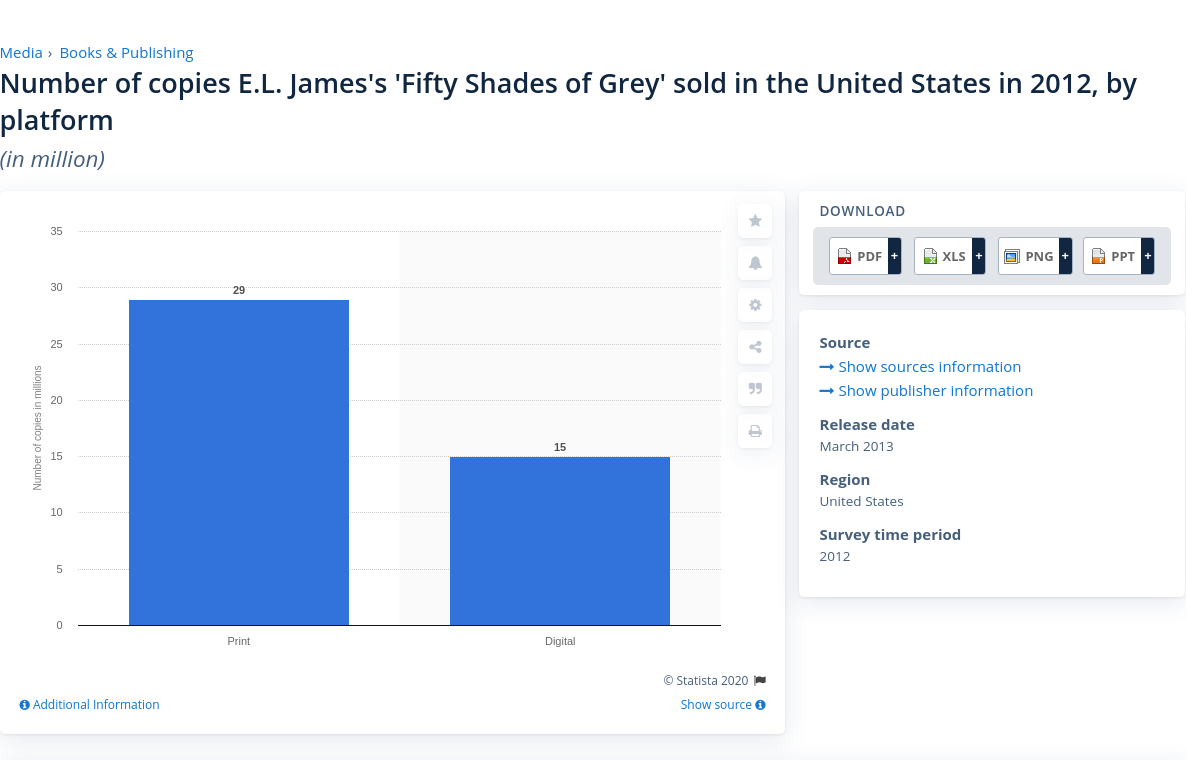 Media › Books & Publishing
Number of copies E.L. James's 'Fifty Shades of Grey' sold in the United States in 2012, by
platform
(in million)
35
30
25
20
15
10
5
0
Number of copies in millions
29
15
Print
Digital
© Statista 2020
Additional Information
Show source
DOWNLOAD
PDF +
XLS +
PNG +
PPT +
Source
Show sources information
Show publisher information
Release date
March 2013
Region
United States
Survey time period
2012